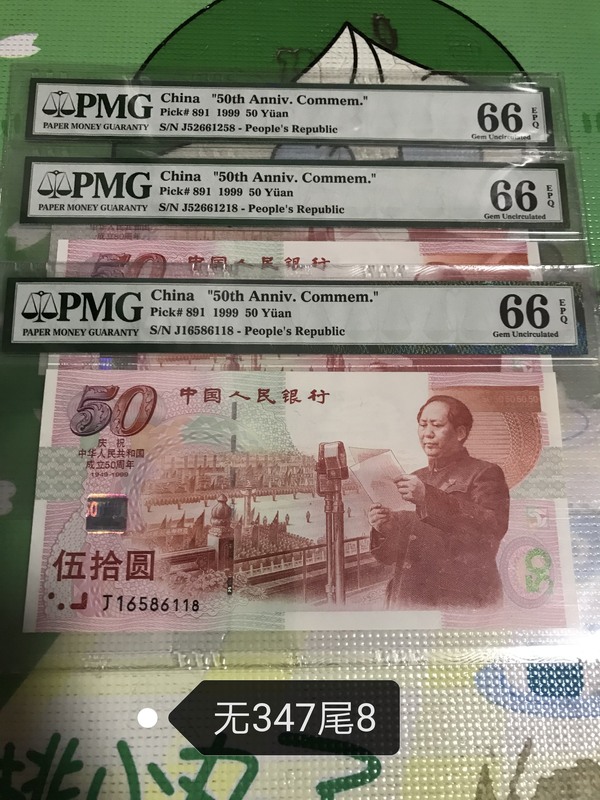 PMG
PAPER MONEY GUARANTY
China "50th Anniv. Commem."
Pick# 891 1999 50 Yüan
S/N J52661258 - People's Republic
66
EPQ
Gem Uncirculated
PMG
PAPER MONEY GUARANTY
China "50th Anniv. Commem."
Pick# 891 1999 50 Yüan
S/N J52661218 - People's Republic
66
EPQ
Gem Uncirculated
50
中国人民银行
PMG
PAPER MONEY GUARANTY
China "50th Anniv. Commem."
Pick# 891 1999 50 Yüan
S/N J16586118 - People's Republic
66
EPQ
Gem Uncirculated
50
中国人民银行
庆祝
中华人民共和国
成立50周年
1949-1999
伍拾圆
J16586118
无347尾8
桃小丸子